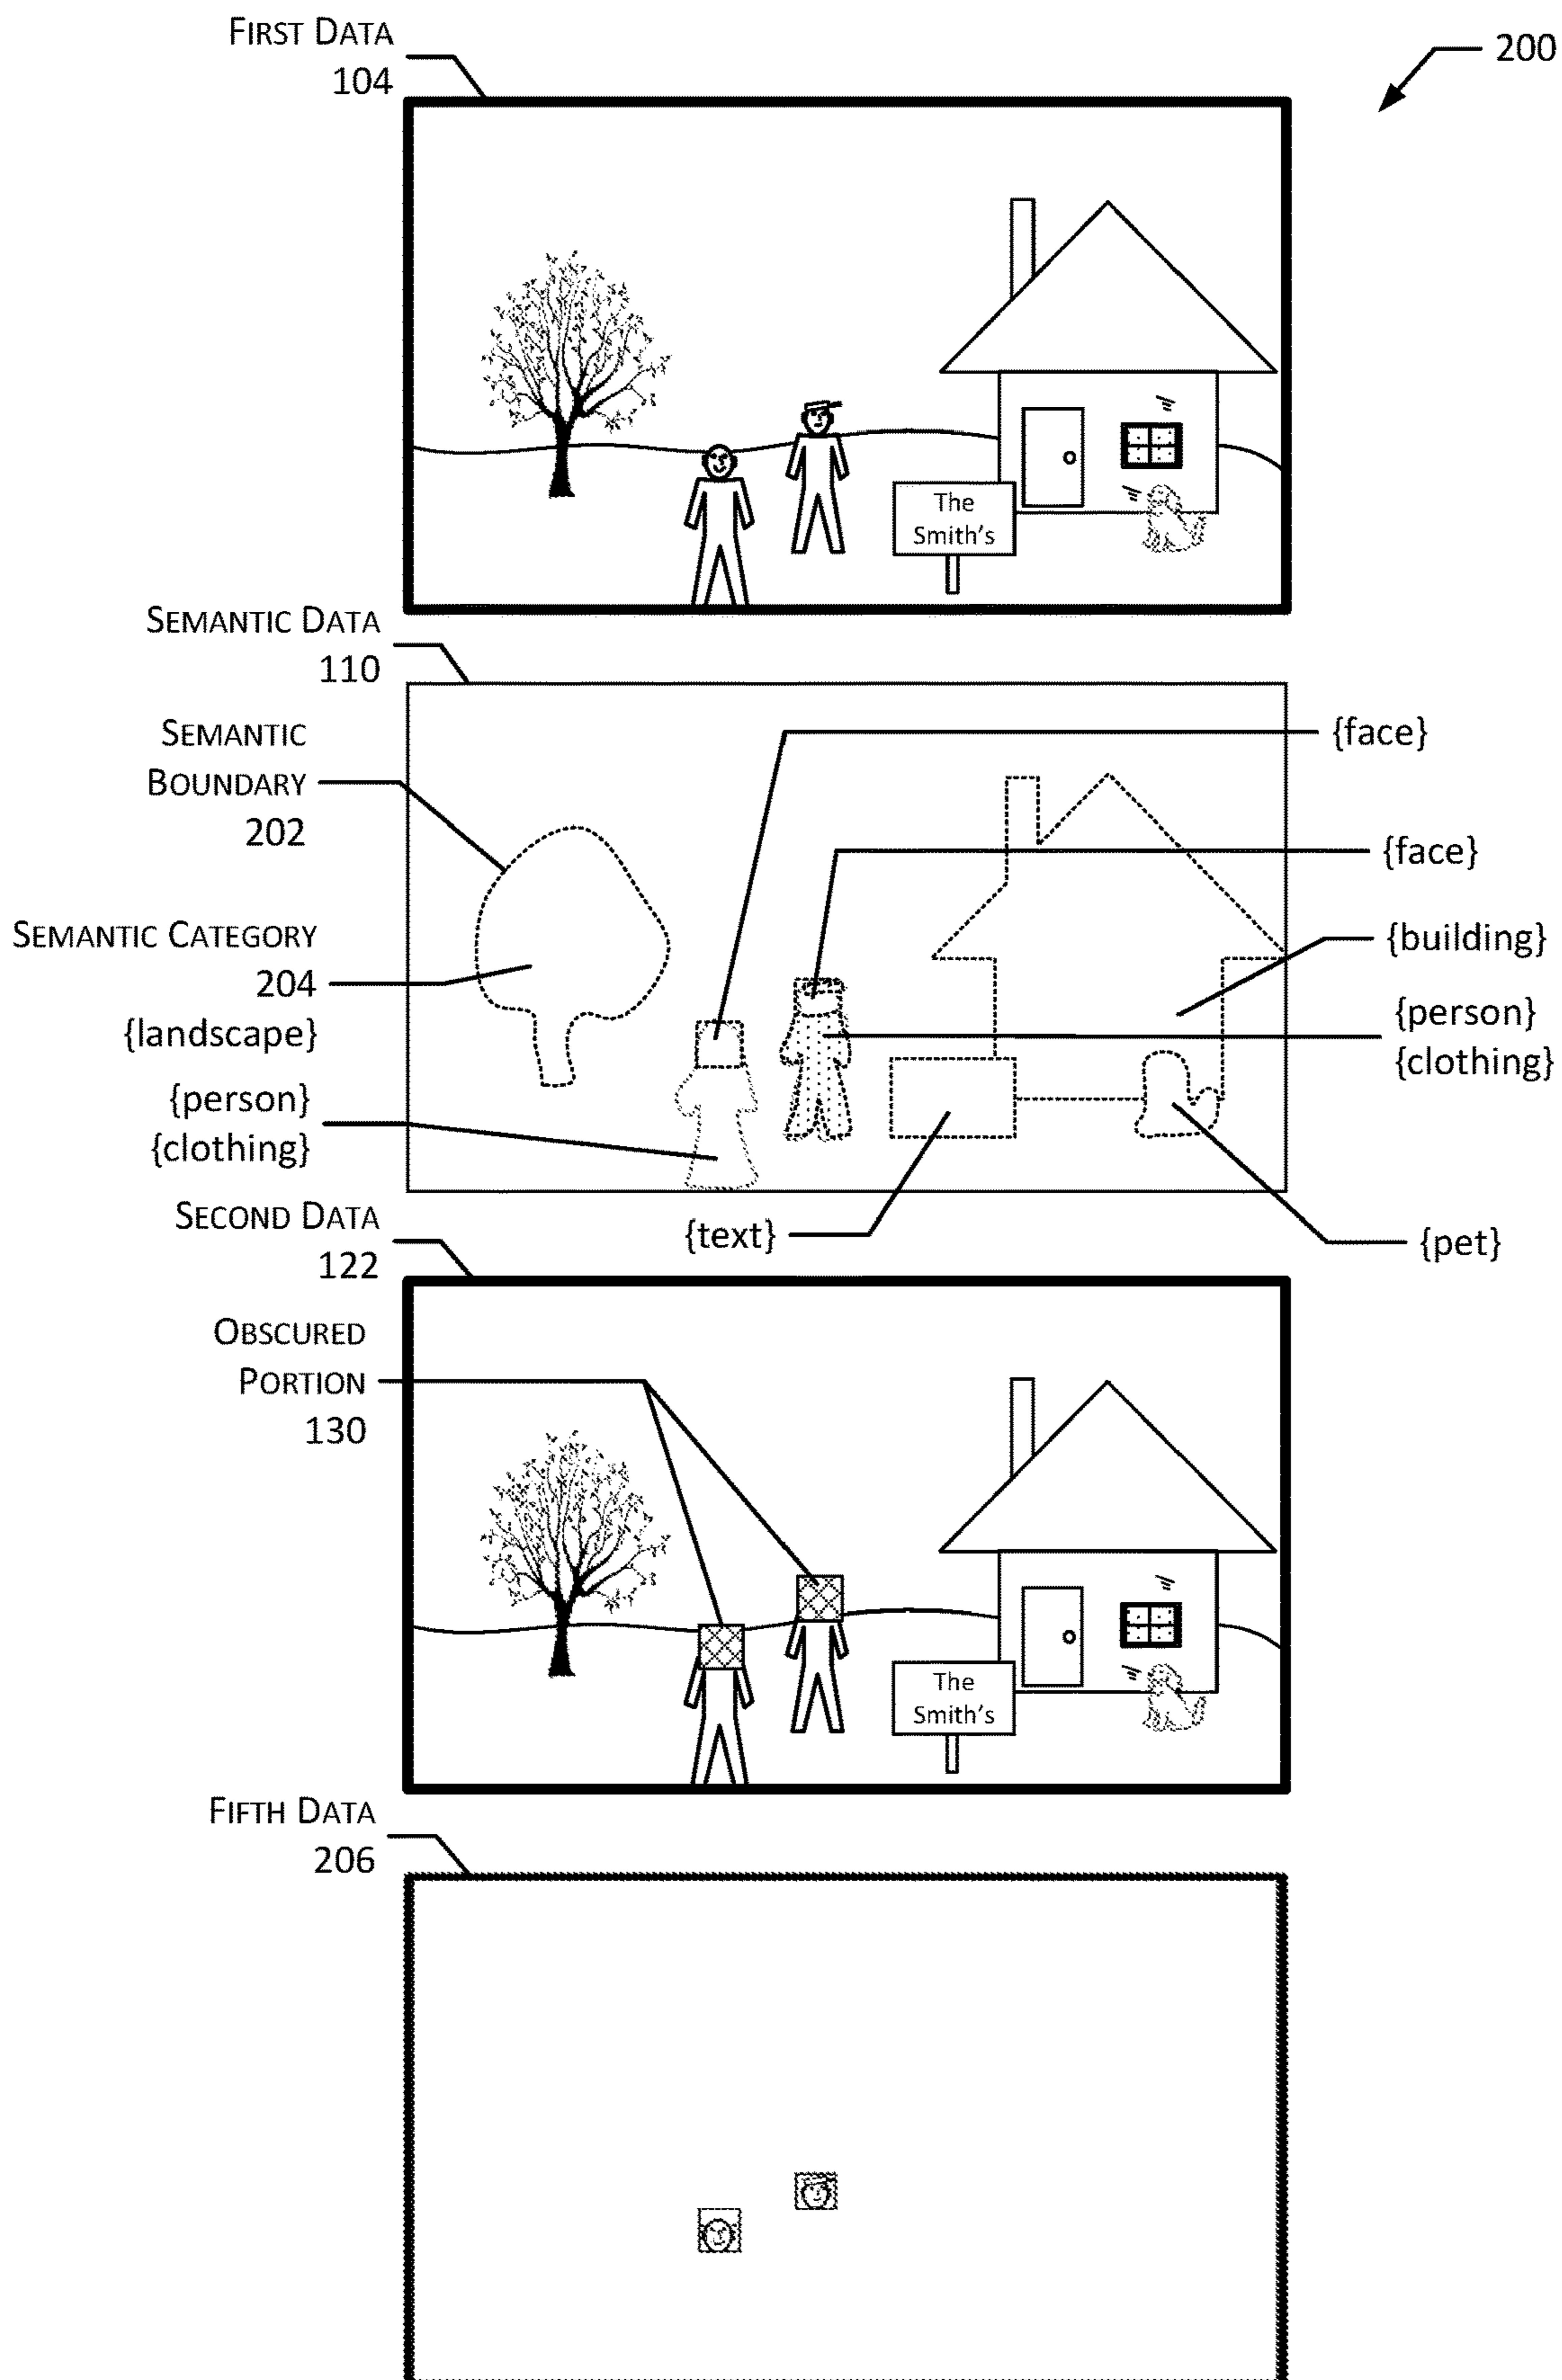 FIRST DATA
104
200
The
Smith's
SEMANTIC DATA
110
SEMANTIC
BOUNDARY
202
{face}
{face}
SEMANTIC CATEGORY
204
{landscape}
{building}
{person}
{clothing}
{person}
{clothing}
{text}
{pet}
SECOND DATA
122
OBSCURED
PORTION
130
The
Smith's
FIFTH DATA
206